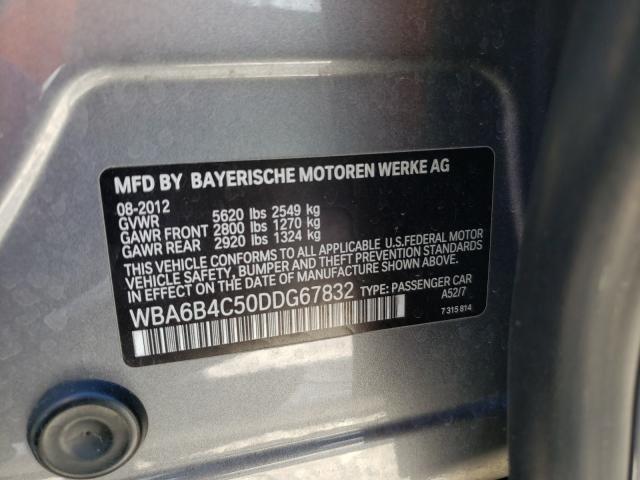 MFD BY BAYERISCHE MOTOREN WERKE AG
08-2012
GVWR 5620 lbs 2549 kg
GAWR FRONT 2800 lbs 1270 kg
GAWR REAR 2920 lbs 1324 kg
THIS VEHICLE CONFORMS TO ALL APPLICABLE U.S.FEDERAL MOTOR
VEHICLE SAFETY, BUMPER AND THEFT PREVENTION STANDARDS
IN EFFECT ON THE DATE OF MANUFACTURE SHOWN ABOVE.
WBA6B4C50DDG67832 TYPE: PASSENGER CAR
A52/7
7 315 814